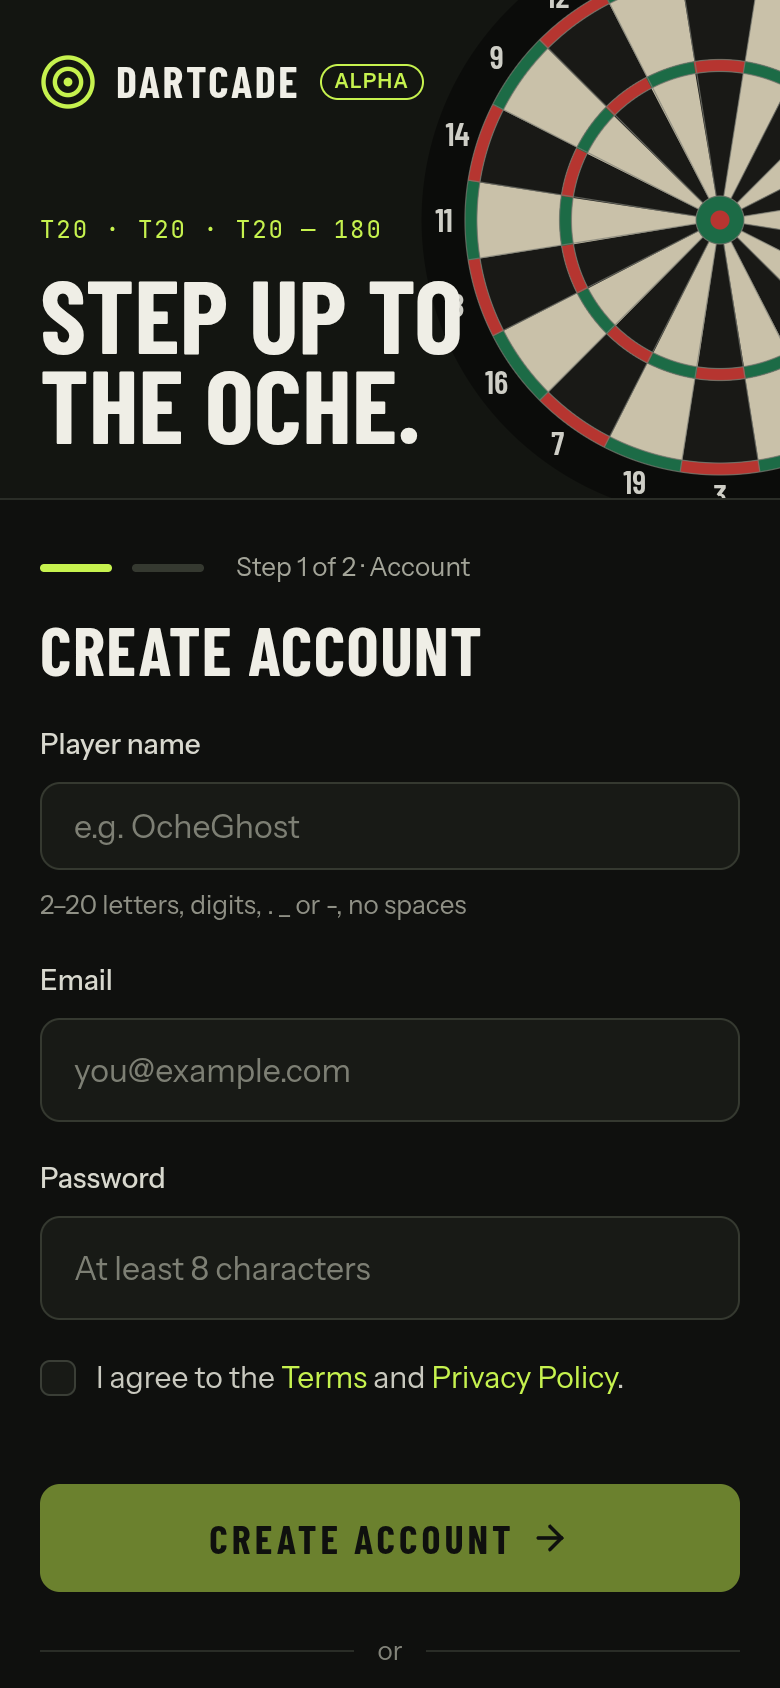 DARTCADE ALPHA
12
9
14
11
16
7
19
3
T20 · T20 · T20 — 180
STEP UP TO
THE OCHE.
Step 1 of 2 · Account
CREATE ACCOUNT
Player name
e.g. OcheGhost
2–20 letters, digits, . _ or -, no spaces
Email
you@example.com
Password
At least 8 characters
I agree to the Terms and Privacy Policy.
CREATE ACCOUNT →
or